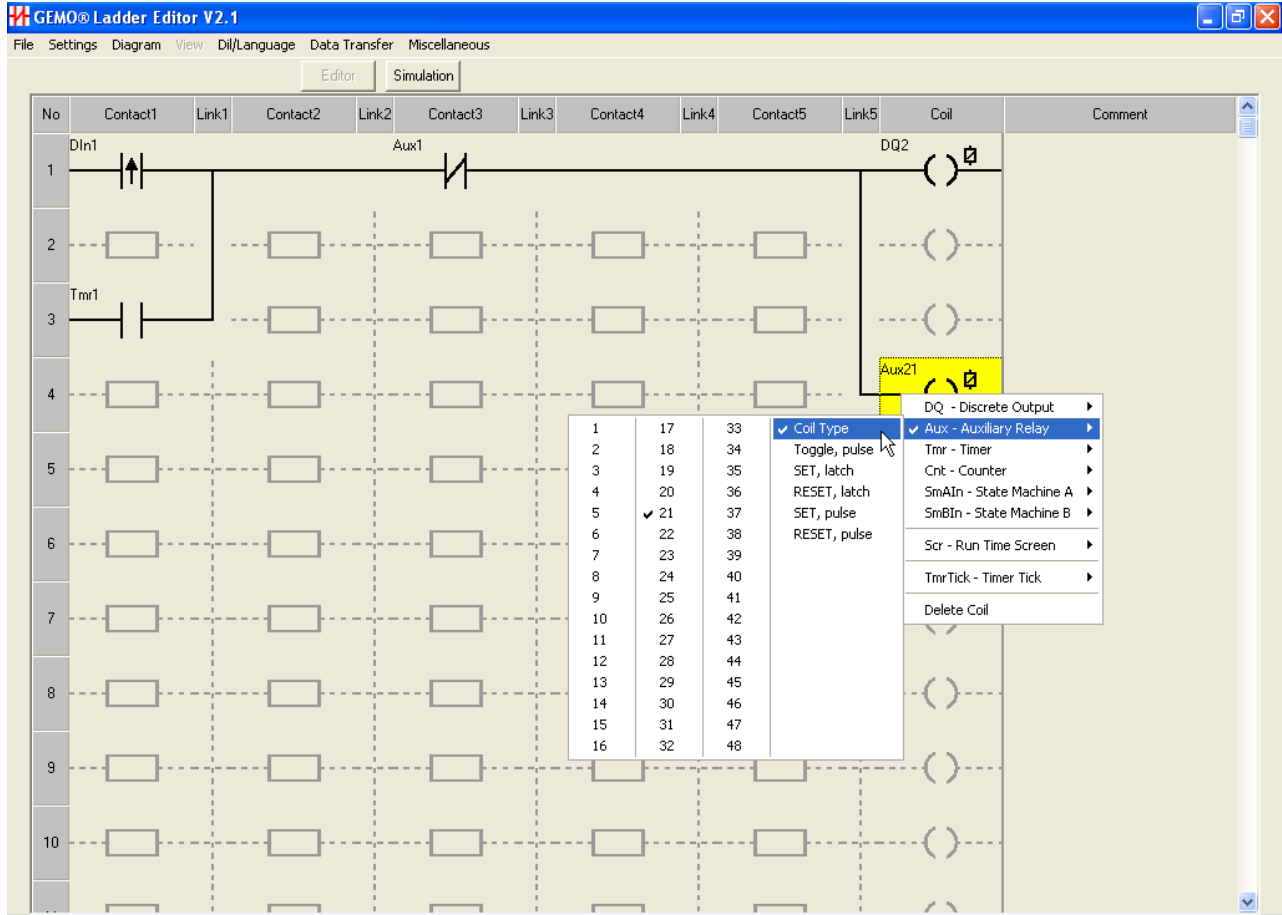 GEMO® Ladder Editor V2.1
File Settings Diagram View Dil/Language Data Transfer Miscellaneous
Editor Simulation
No Contact1 Link1 Contact2 Link2 Contact3 Link3 Contact4 Link4 Contact5 Link5 Coil Comment
DIn1 Aux1 DQ2
1
2
Tmr1
3
Aux21
4
DQ - Discrete Output
1 17 33 ✓ Coil Type ✓ Aux - Auxiliary Relay
2 18 34 Toggle, pulse Tmr - Timer
5 3 19 35 SET, latch Cnt - Counter
4 20 36 RESET, latch SmAIn - State Machine A
5 ✓ 21 37 SET, pulse SmBIn - State Machine B
6 6 22 38 RESET, pulse Scr - Run Time Screen
7 23 39
8 24 40 TmrTick - Timer Tick
9 25 41
7 10 26 42 Delete Coil
11 27 43
12 28 44
8 13 29 45
14 30 46
15 31 47
16 32 48
9
10